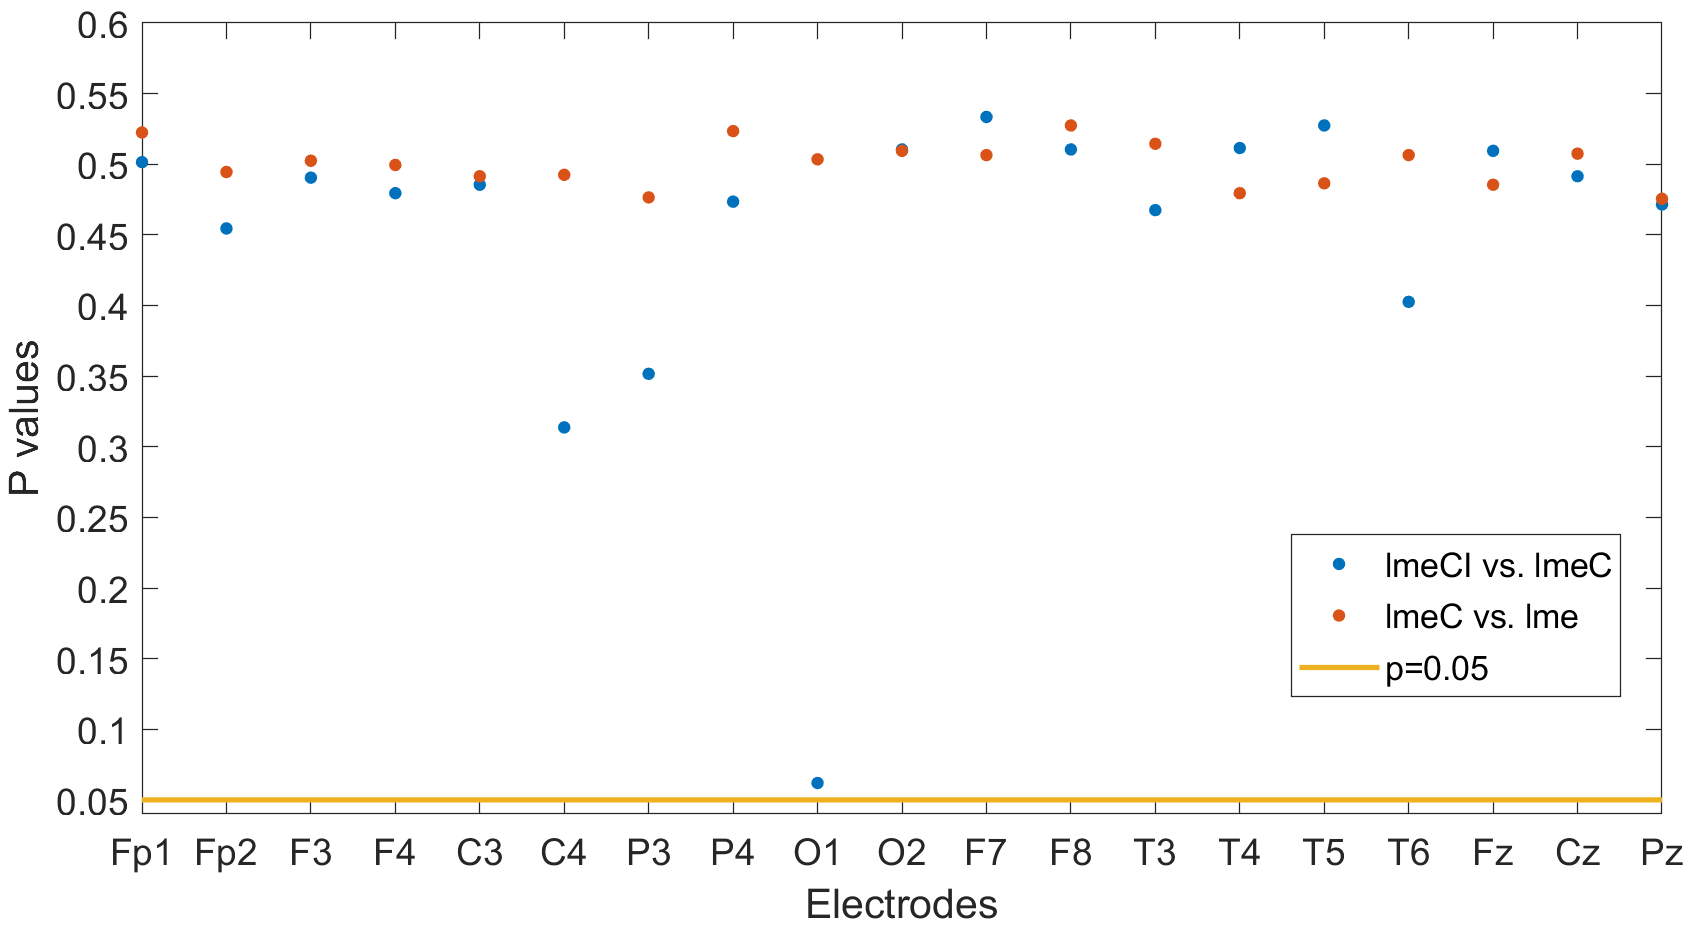 0.6
0.55
0.5
0.45
0.4
0.35
0.3
0.25
0.2
0.15
0.1
0.05
P values
lmeCI vs. lmeC
lmeC vs. lme
p=0.05
Fp1 Fp2 F3 F4 C3 C4 P3 P4 O1 O2 F7 F8 T3 T4 T5 T6 Fz Cz Pz
Electrodes